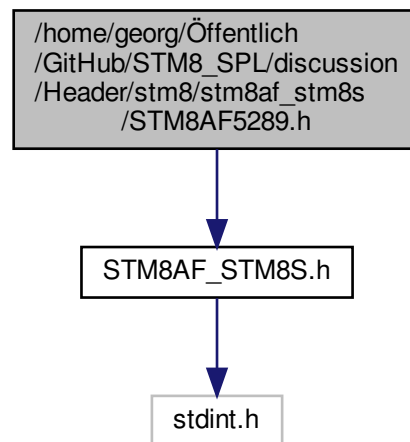 /home/georg/Öffentlich
/GitHub/STM8_SPL/discussion
/Header/stm8/stm8af_stm8s
/STM8AF5289.h
STM8AF_STM8S.h
stdint.h